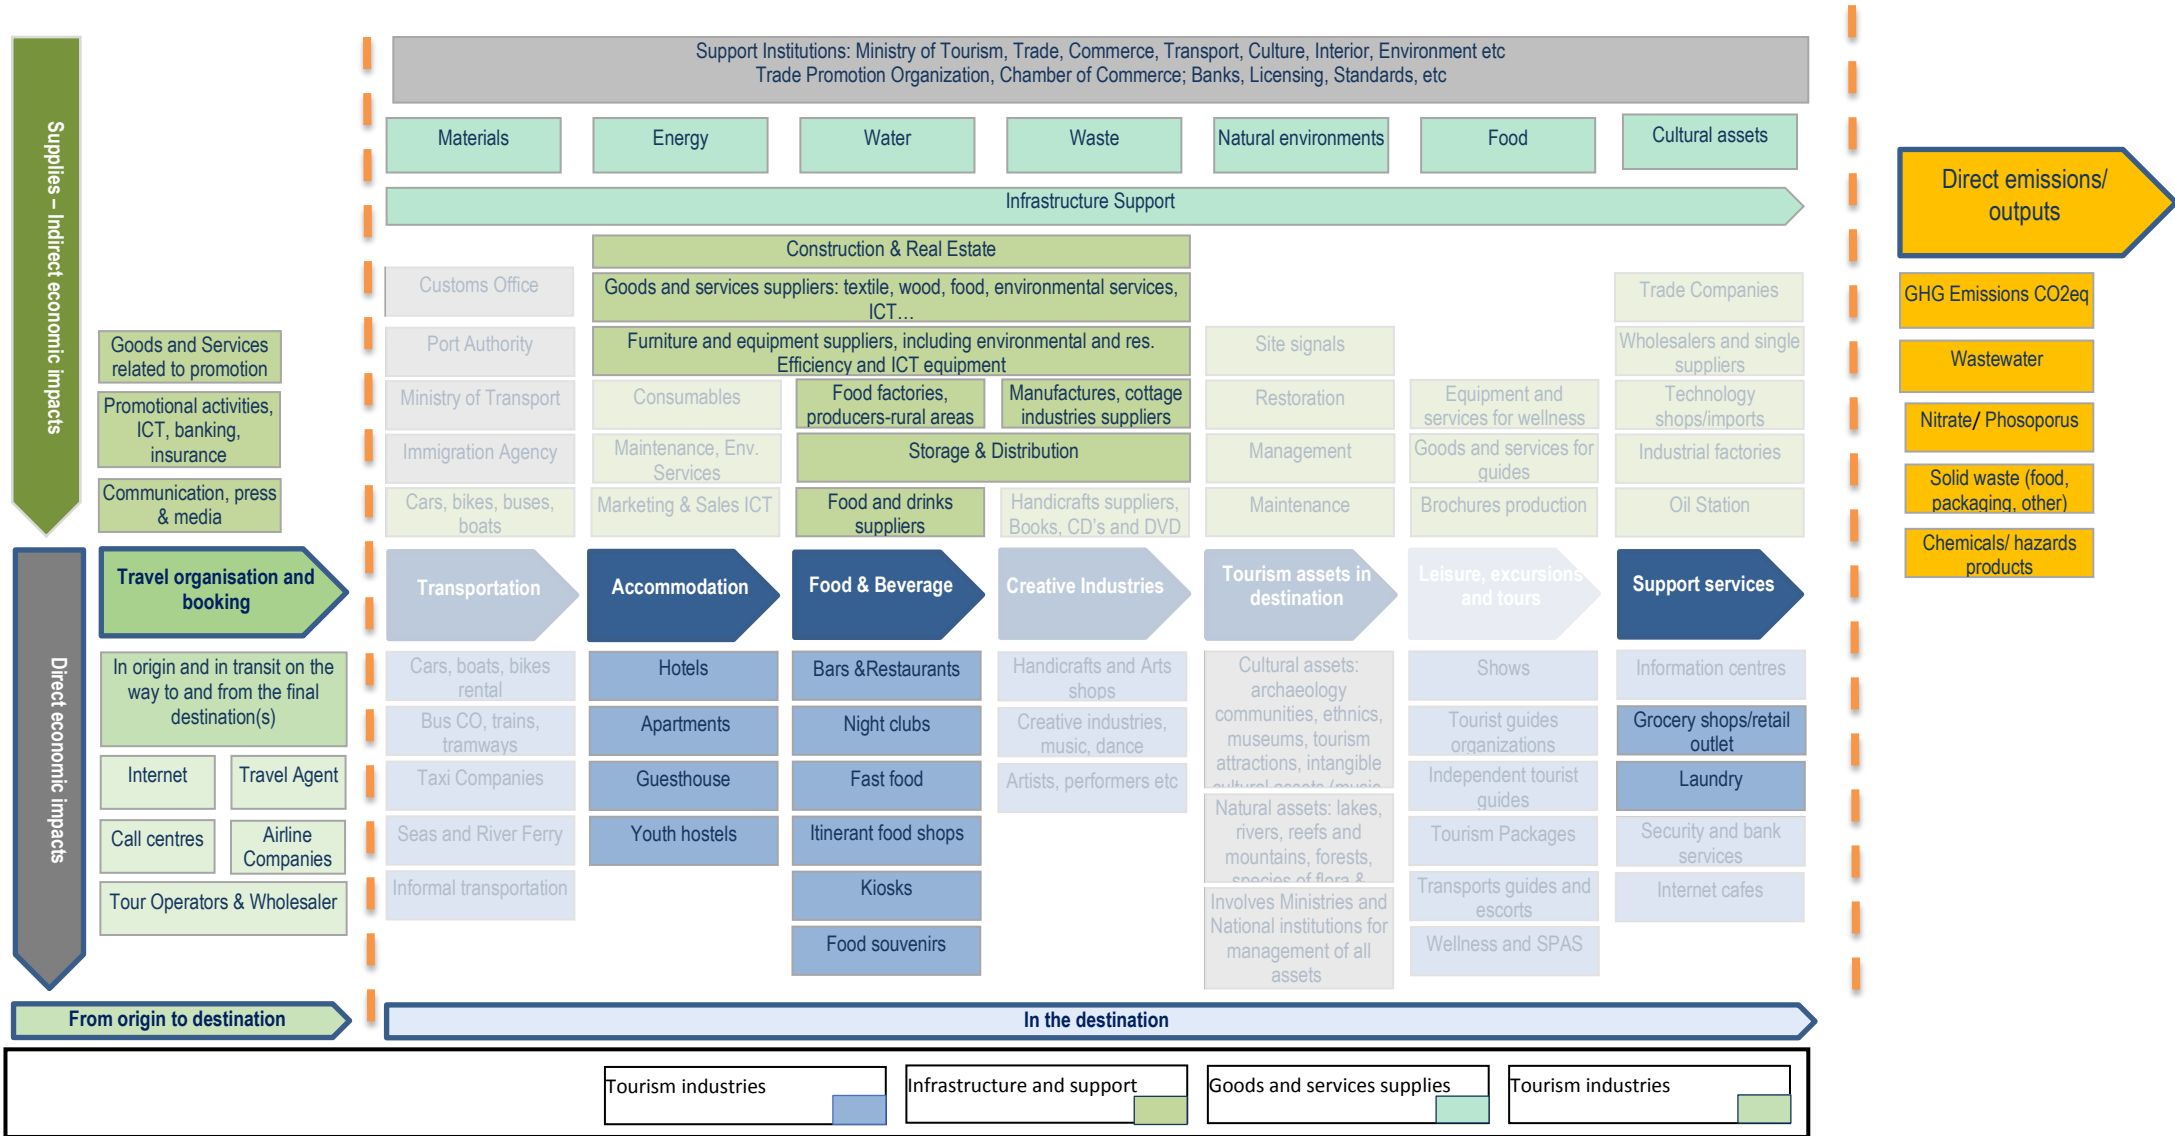 Support Institutions: Ministry of Tourism, Trade, Commerce, Transport, Culture, Interior, Environment etc
Trade Promotion Organization, Chamber of Commerce; Banks, Licensing, Standards, etc
Materials
Energy
Water
Waste
Natural environments
Food
Cultural assets
Infrastructure Support
Supplies – Indirect economic impacts
Goods and Services
related to promotion
Promotional activities,
ICT, banking,
insurance
Communication, press
& media
Construction & Real Estate
Goods and services suppliers: textile, wood, food, environmental services,
ICT…
Furniture and equipment suppliers, including environmental and res.
Efficiency and ICT equipment
Customs Office
Port Authority
Ministry of Transport
Immigration Agency
Cars, bikes, buses,
boats
Consumables
Maintenance, Env.
Services
Marketing & Sales ICT
Food factories,
producers-rural areas
Manufactures, cottage
industries suppliers
Storage & Distribution
Food and drinks
suppliers
Handicrafts suppliers,
Books, CD's and DVD
Site signals
Restoration
Management
Maintenance
Equipment and
services for wellness
Goods and services for
guides
Brochures production
Trade Companies
Wholesalers and single
suppliers
Technology
shops/imports
Industrial factories
Oil Station
Direct economic impacts
Travel organisation and
booking
In origin and in transit on the
way to and from the final
destination(s)
Internet
Travel Agent
Call centres
Airline
Companies
Tour Operators & Wholesaler
Transportation
Cars, boats, bikes
rental
Bus CO, trains,
tramways
Taxi Companies
Seas and River Ferry
Informal transportation
Accommodation
Hotels
Apartments
Guesthouse
Youth hostels
Food & Beverage
Bars &Restaurants
Night clubs
Fast food
Itinerant food shops
Kiosks
Food souvenirs
Creative Industries
Handicrafts and Arts
shops
Creative industries,
music, dance
Artists, performers etc
Tourism assets in
destination
Cultural assets:
archaeology
communities, ethnics,
museums, tourism
attractions, intangible
cultural assets (music
Natural assets: lakes,
rivers, reefs and
mountains, forests,
species of flora &
Involves Ministries and
National institutions for
management of all
assets
Leisure, excursions
and tours
Shows
Tourist guides
organizations
Independent tourist
guides
Tourism Packages
Transports guides and
escorts
Wellness and SPAS
Support services
Information centres
Grocery shops/retail
outlet
Laundry
Security and bank
services
Internet cafes
Direct emissions/
outputs
GHG Emissions CO2eq
Wastewater
Nitrate/ Phosoporus
Solid waste (food,
packaging, other)
Chemicals/ hazards
products
From origin to destination
In the destination
Tourism industries
Infrastructure and support
Goods and services supplies
Tourism industries